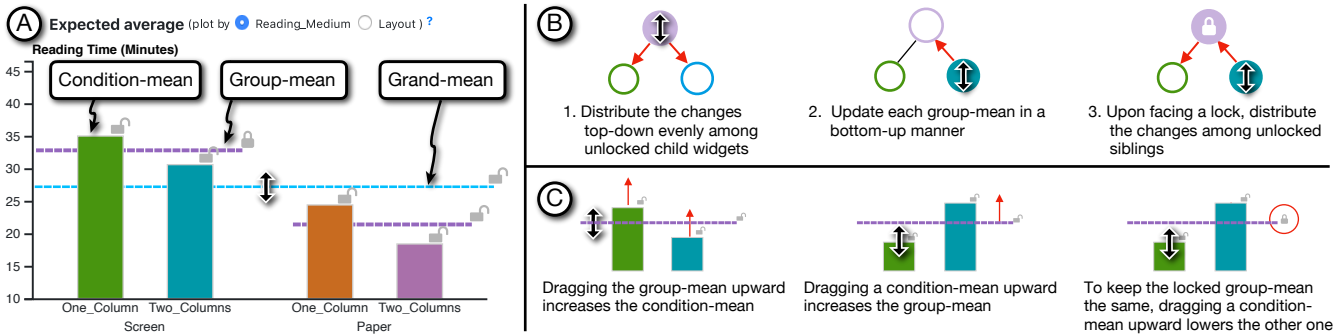 A
Expected average (plot by Reading_Medium Layout ) ?
Reading Time (Minutes)
45
40
35
30
25
20
15
10
Condition-mean
Group-mean
Grand-mean
One_Column
Two_Columns
One_Column
Two_Columns
Screen
Paper
B
1. Distribute the changes
top-down evenly among
unlocked child widgets
2. Update each group-mean in a
bottom-up manner
3. Upon facing a lock, distribute
the changes among unlocked
siblings
C
Dragging the group-mean upward
increases the condition-mean
Dragging a condition-mean upward
increases the group-mean
To keep the locked group-mean
the same, dragging a condition-
mean upward lowers the other one